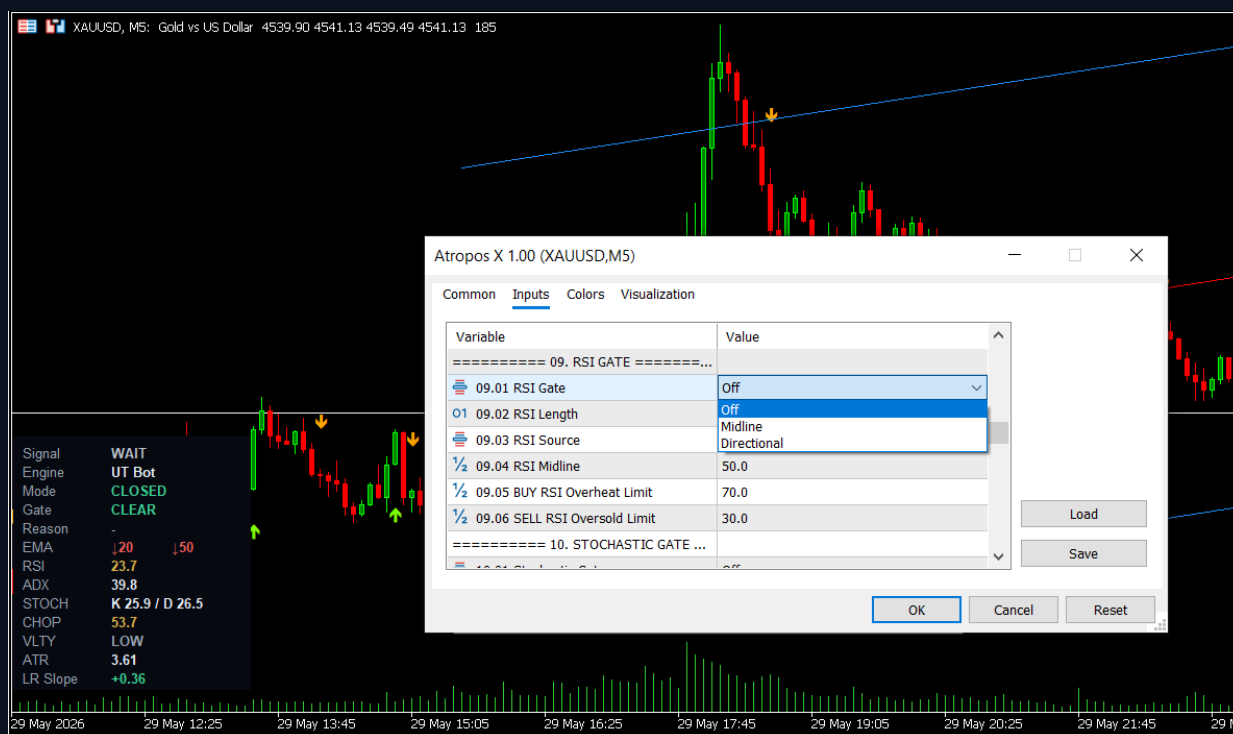 XAUUSD, M5: Gold vs US Dollar 4539.90 4541.13 4539.49 4541.13 185
Atropos X 1.00 (XAUUSD,M5)
Common Inputs Colors Visualization
Variable Value
========== 09. RSI GATE =======...
09.01 RSI Gate Off
Off
Midline
Directional
09.02 RSI Length
09.03 RSI Source
09.04 RSI Midline 50.0
09.05 BUY RSI Overheat Limit 70.0
09.06 SELL RSI Oversold Limit 30.0
========== 10. STOCHASTIC GATE ...
Load
Save
OK Cancel Reset
Signal WAIT
Engine UT Bot
Mode CLOSED
Gate CLEAR
Reason -
EMA ↓20 ↓50
RSI 23.7
ADX 39.8
STOCH K 25.9 / D 26.5
CHOP 53.7
VLTY LOW
ATR 3.61
LR Slope +0.36
29 May 2026 29 May 12:25 29 May 13:45 29 May 15:05 29 May 16:25 29 May 17:45 29 May 19:05 29 May 20:25 29 May 21:45 29